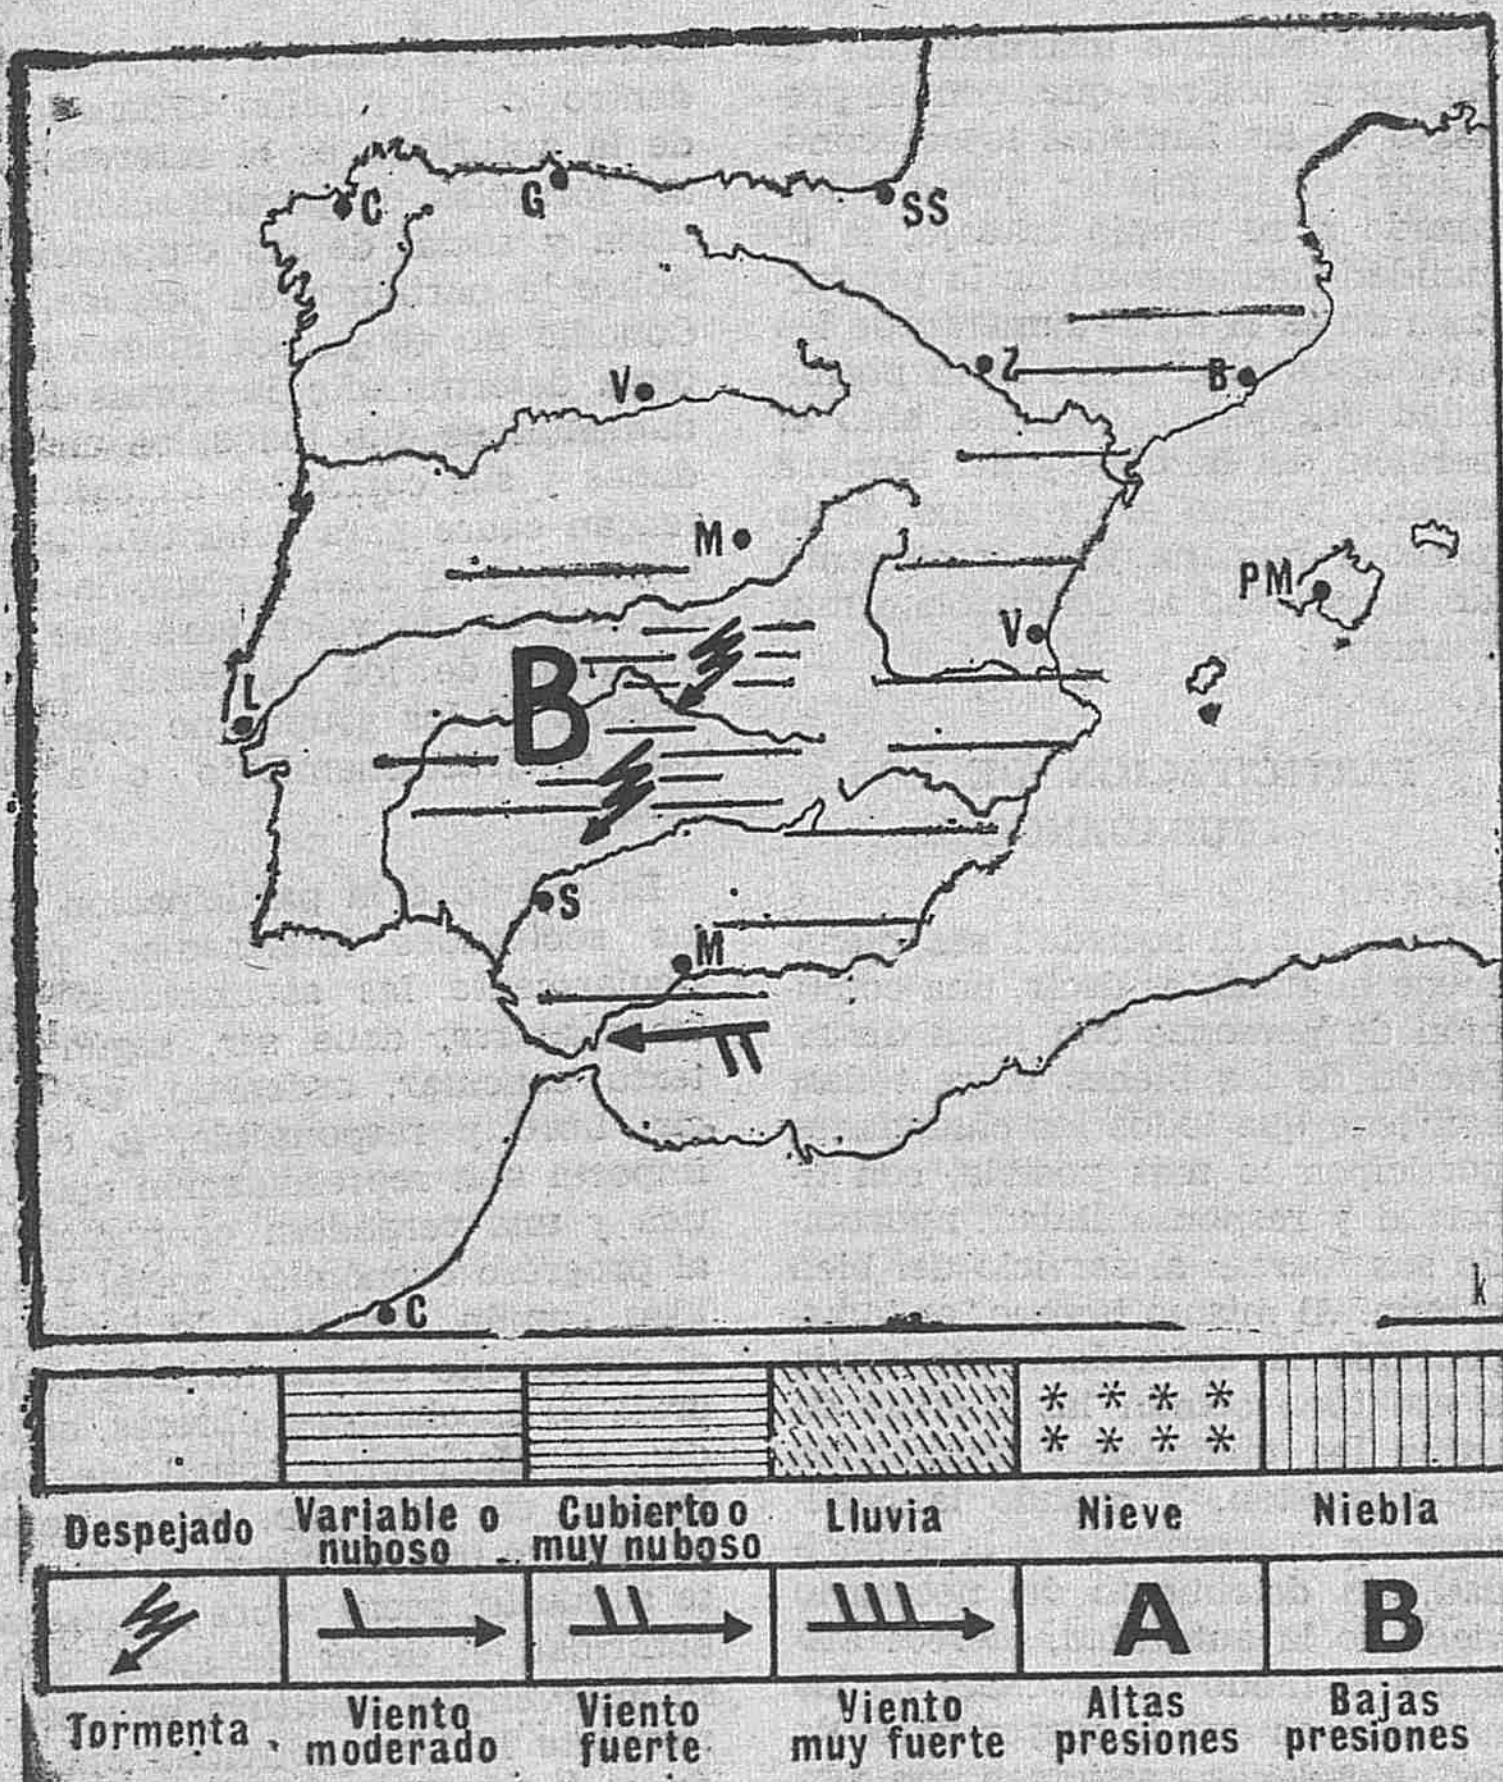 C
G
SS
V
Z
B
M
PM
V
L
B
S
M
C
k
Despejado
Variable o
nuboso
Cubierto o
muy nuboso
Lluvia
Nieve
Niebla
A
B
Tormenta
Viento
moderado
Viento
fuerte
Viento
muy fuerte
Altas
presiones
Bajas
presiones